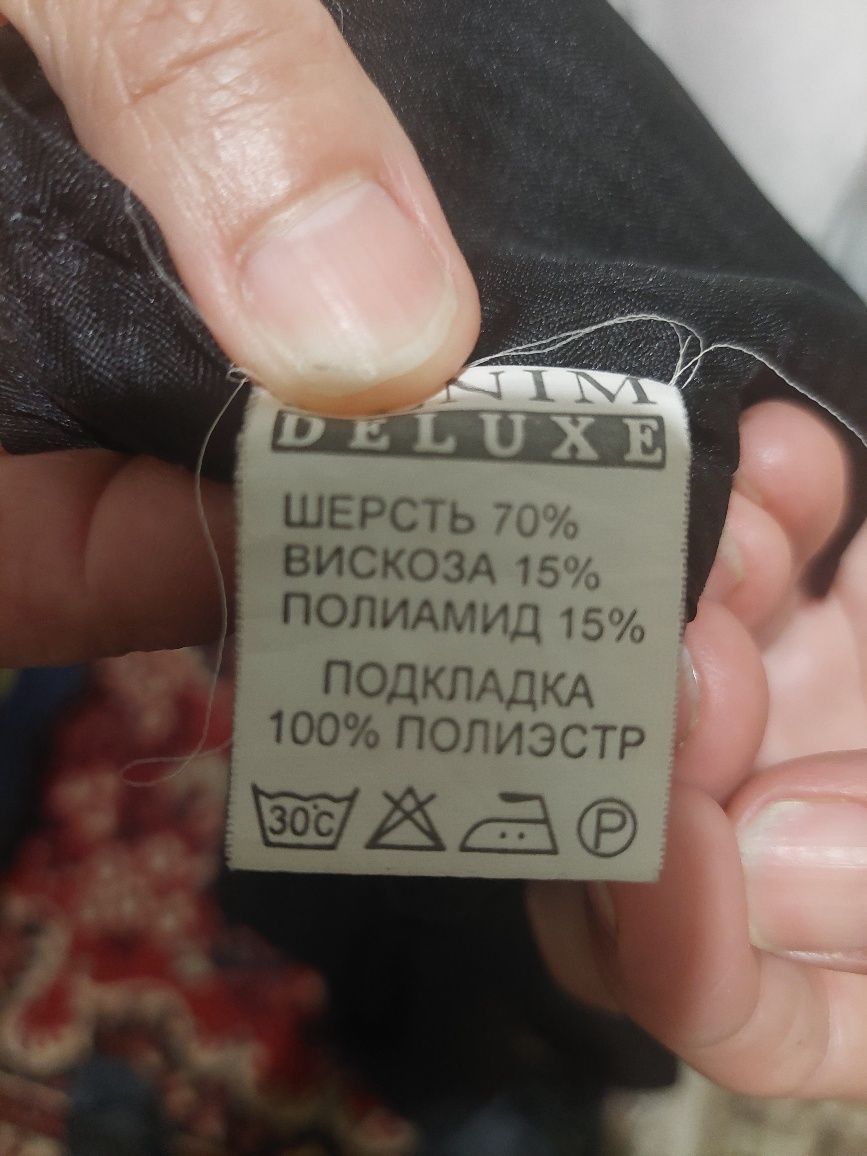 DELUXE
ШЕРСТЬ 70%
ВИСКОЗА 15%
ПОЛИАМИД 15%
ПОДКЛАДКА
100% ПОЛИЭСТР
30°C P